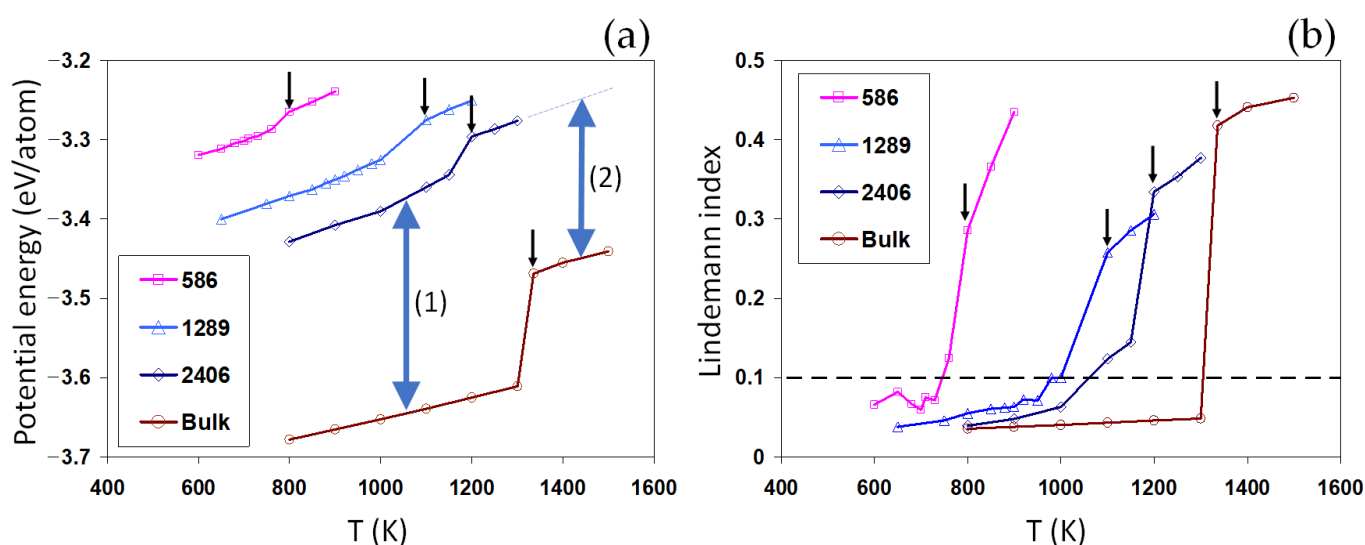 (a)
Potential energy (eV/atom)
−3.2
−3.3
−3.4
−3.5
−3.6
−3.7
586
1289
2406
Bulk
(1)
(2)
400 600 800 1000 1200 1400 1600
T (K)
(b)
Lindemann index
0.5
0.4
0.3
0.2
0.1
0
586
1289
2406
Bulk
400 600 800 1000 1200 1400 1600
T (K)